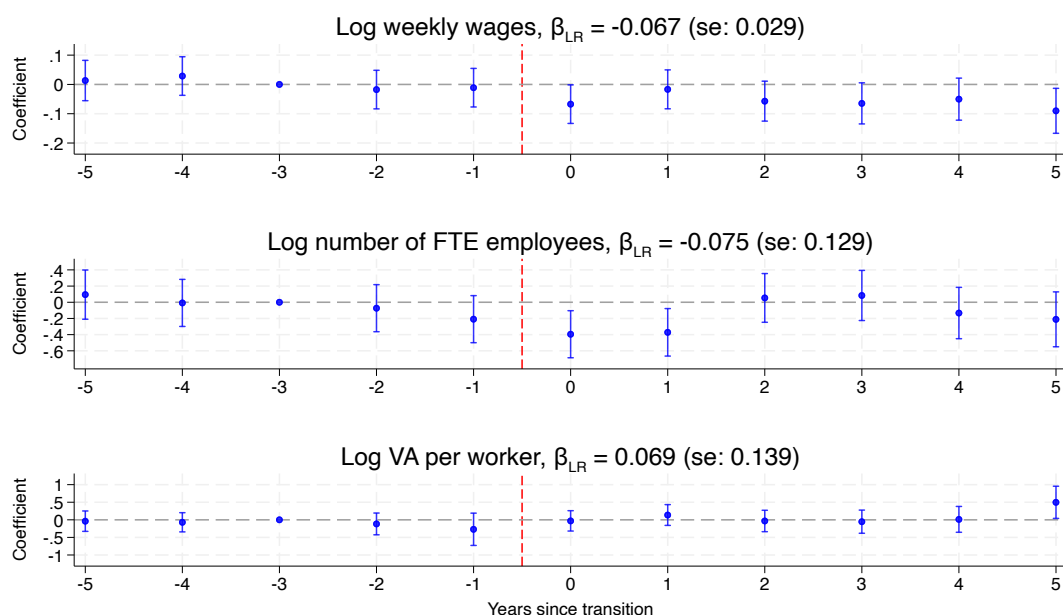 Log weekly wages, β_LR = -0.067 (se: 0.029)
Coefficient
.1
0
-.1
-.2
-5 -4 -3 -2 -1 0 1 2 3 4 5
Log number of FTE employees, β_LR = -0.075 (se: 0.129)
Coefficient
.4
.2
0
-.2
-.4
-.6
-5 -4 -3 -2 -1 0 1 2 3 4 5
Log VA per worker, β_LR = 0.069 (se: 0.139)
Coefficient
1
.5
0
-.5
-1
-5 -4 -3 -2 -1 0 1 2 3 4 5
Years since transition